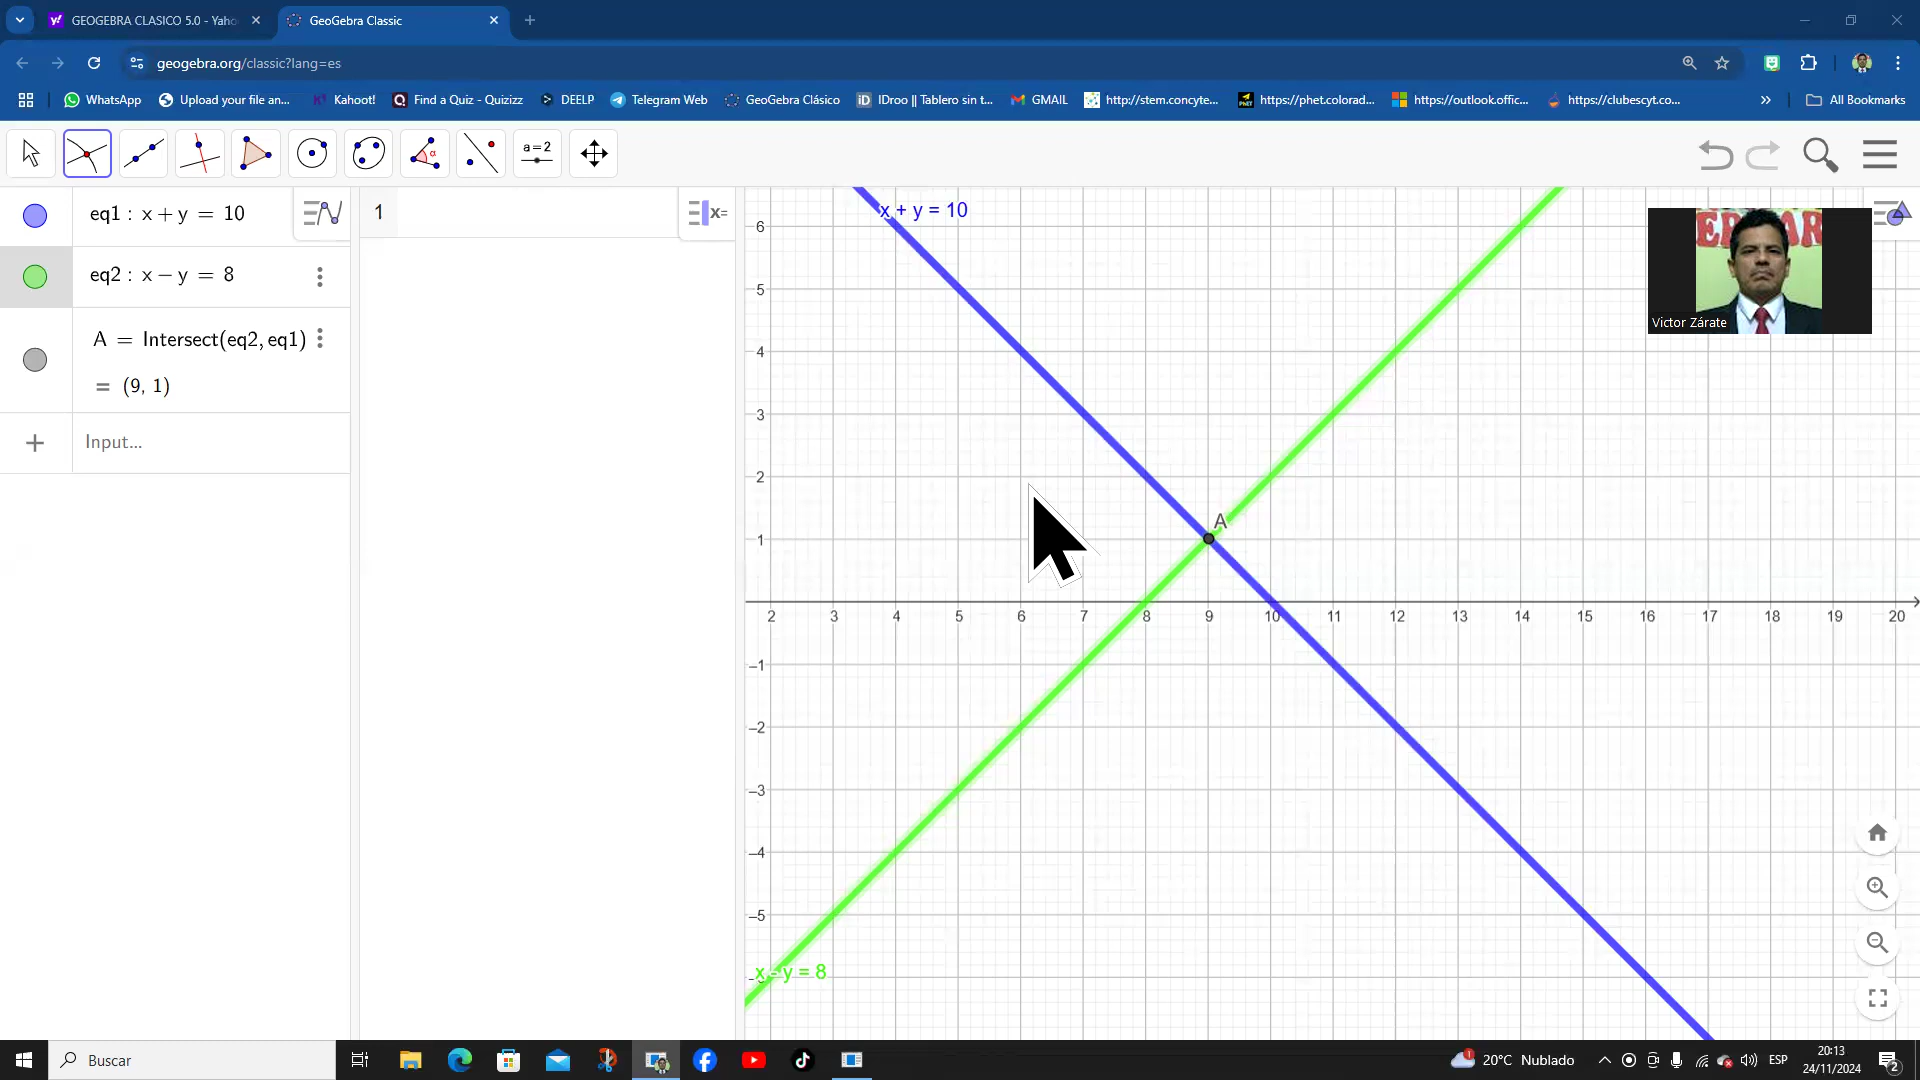 GEOGEBRA CLASICO 5.0 - Yaho
GeoGebra Classic
geogebra.org/classic?lang=es
WhatsApp
Upload your file an...
Kahoot!
Find a Quiz - Quizizz
DEELP
Telegram Web
GeoGebra Clásico
IDroo || Tablero sin t...
GMAIL
http://stem.concyte...
https://phet.colorad...
https://outlook.offic...
https://clubescyt.co...
All Bookmarks
a = 2
eq1 : x + y = 10
eq2 : x − y = 8
A = Intersect(eq2, eq1)
= (9, 1)
Input...
1
x=
x + y = 10
6
5
4
3
2
1
A
2 3 4 5 6 7 8 9 10 11 12 13 14 15 16 17 18 19 20
−1
−2
−3
−4
−5
x - y = 8
Victor Zárate
Buscar
20°C Nublado
ESP
20:13
24/11/2024
2